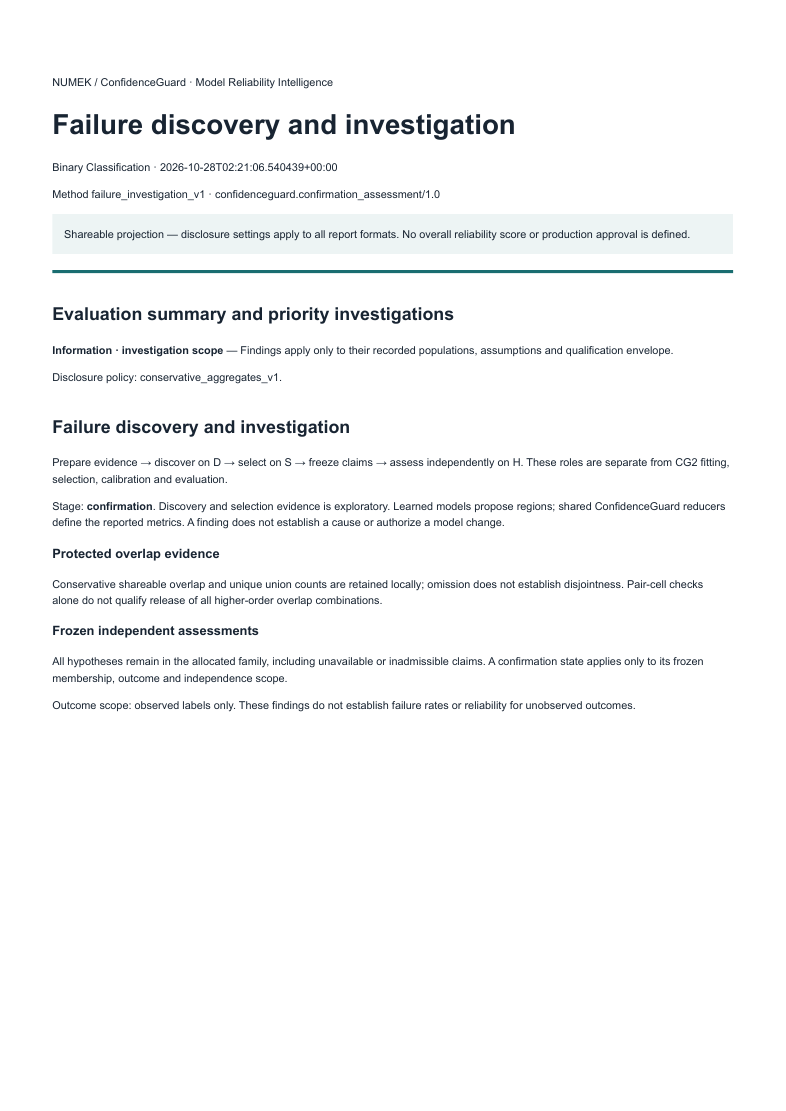 NUMEK / ConfidenceGuard · Model Reliability Intelligence
Failure discovery and investigation
Binary Classification · 2026-10-28T02:21:06.540439+00:00
Method failure_investigation_v1 · confidenceguard.confirmation_assessment/1.0
Shareable projection — disclosure settings apply to all report formats. No overall reliability score or production approval is defined.
Evaluation summary and priority investigations
Information · investigation scope — Findings apply only to their recorded populations, assumptions and qualification envelope.
Disclosure policy: conservative_aggregates_v1.
Failure discovery and investigation
Prepare evidence → discover on D → select on S → freeze claims → assess independently on H. These roles are separate from CG2 fitting,
selection, calibration and evaluation.
Stage: confirmation. Discovery and selection evidence is exploratory. Learned models propose regions; shared ConfidenceGuard reducers
define the reported metrics. A finding does not establish a cause or authorize a model change.
Protected overlap evidence
Conservative shareable overlap and unique union counts are retained locally; omission does not establish disjointness. Pair-cell checks
alone do not qualify release of all higher-order overlap combinations.
Frozen independent assessments
All hypotheses remain in the allocated family, including unavailable or inadmissible claims. A confirmation state applies only to its frozen
membership, outcome and independence scope.
Outcome scope: observed labels only. These findings do not establish failure rates or reliability for unobserved outcomes.